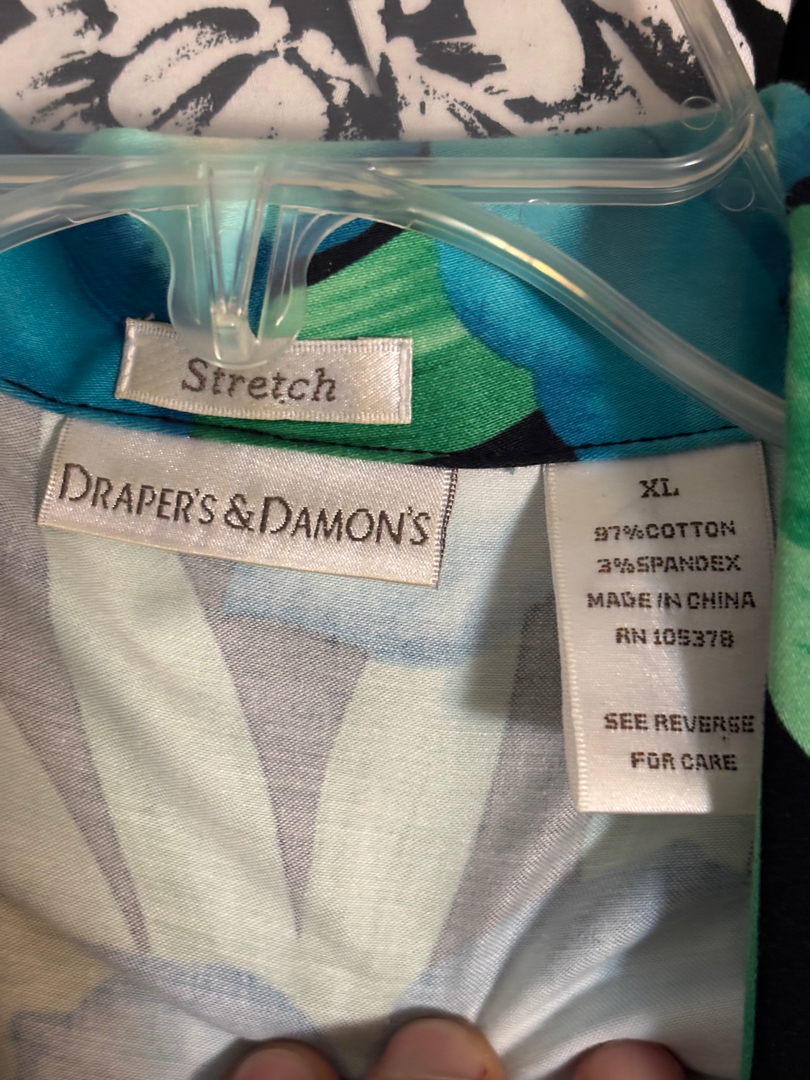 Stretch
DRAPER'S & DAMON'S
XL
97%COTTON
3%SPANDEX
MADE IN CHINA
RN 105378
SEE REVERSE
FOR CARE